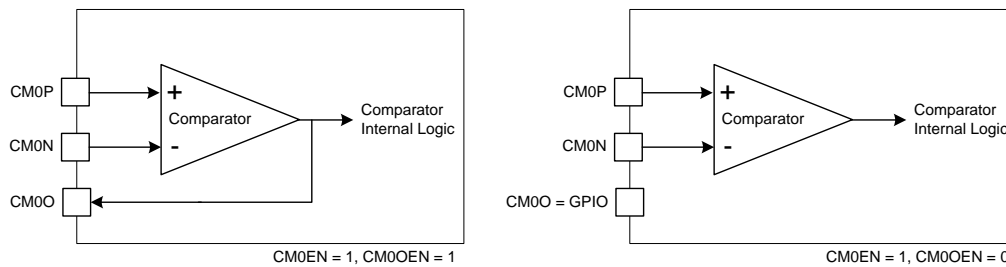 CM0P
+
Comparator
Comparator
Internal Logic
CM0N
-
CM0O
CM0EN = 1, CM0OEN = 1
CM0P
+
Comparator
Comparator
Internal Logic
CM0N
-
CM0O = GPIO
CM0EN = 1, CM0OEN = 0